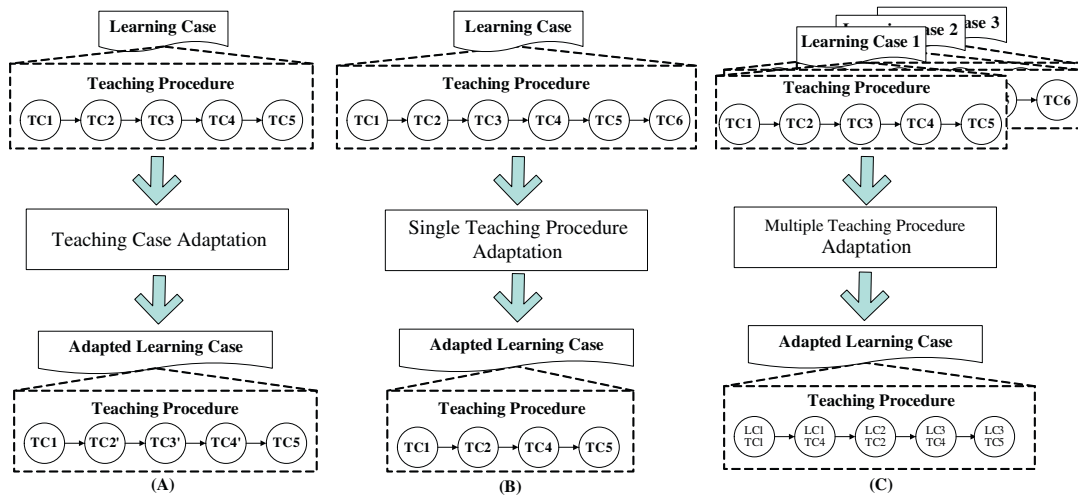 Learning Case
Teaching Procedure
TC1 TC2 TC3 TC4 TC5
Teaching Case Adaptation
Adapted Learning Case
Teaching Procedure
TC1 TC2' TC3' TC4' TC5
(A)
Learning Case
Teaching Procedure
TC1 TC2 TC3 TC4 TC5 TC6
Single Teaching Procedure
Adaptation
Adapted Learning Case
Teaching Procedure
TC1 TC2 TC4 TC5
(B)
Case 3
Case 2
Learning Case 1
Teaching Procedure
TC1 TC2 TC3 TC4 TC5
TC6
Multiple Teaching Procedure
Adaptation
Adapted Learning Case
Teaching Procedure
LC1 LC1 LC2 LC3 LC3
TC1 TC4 TC2 TC4 TC5
(C)